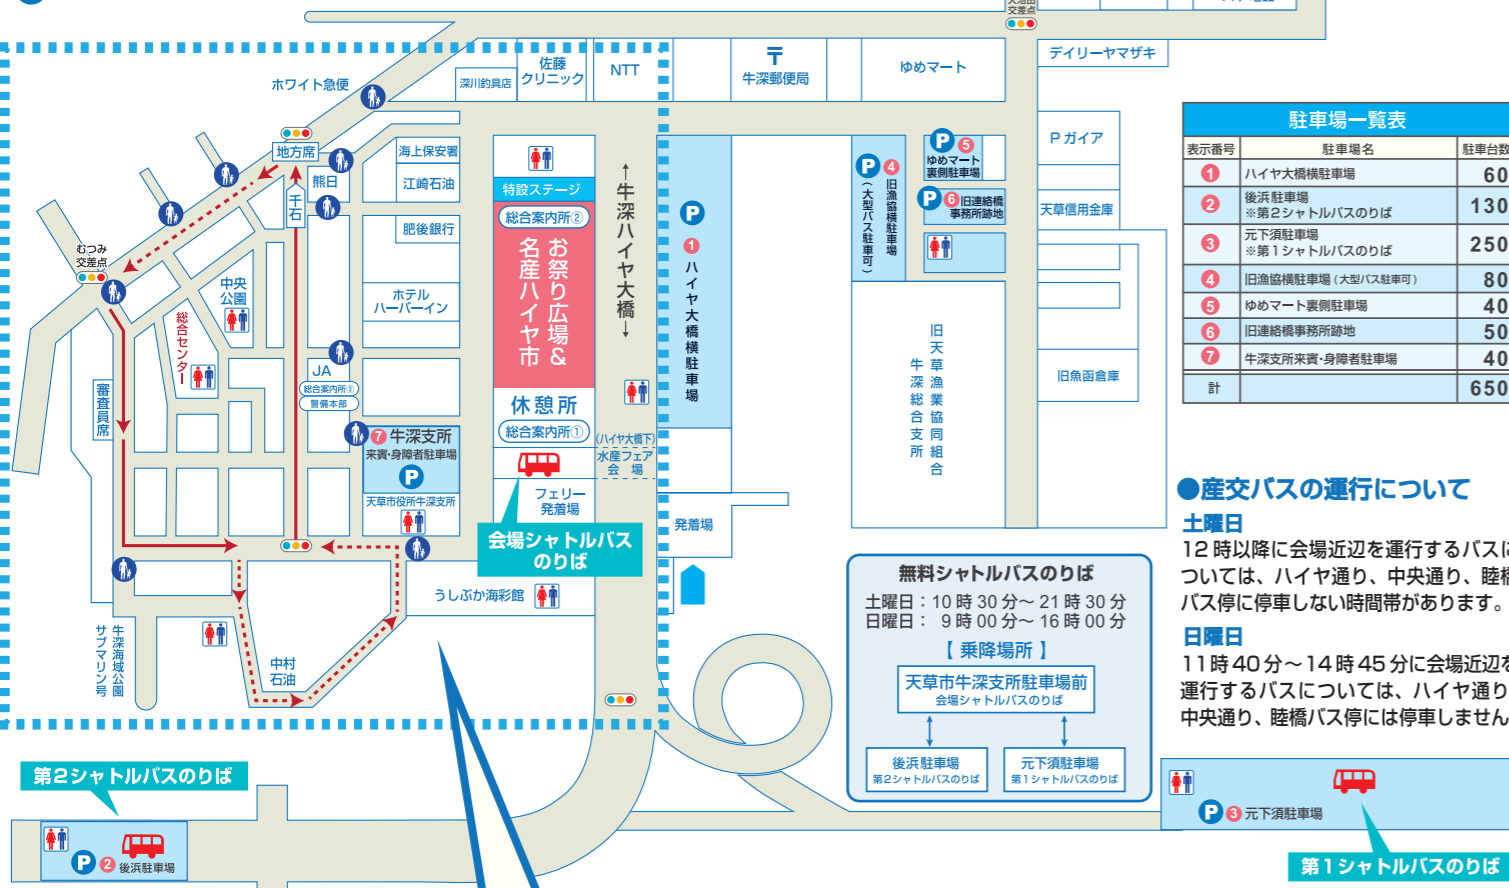 交差点
デイリーヤマザキ
ホワイト急便
深川釣具店
佐藤
クリニック
NTT
〒
牛深郵便局
ゆめマート
地方席
千石
熊日
海上保安署
江崎石油
肥後銀行
ホテル
ハーバーイン
むつみ
交差点
中央
公園
総合センター
審査員席
JA
総合案内所③
警備本部
特設ステージ
総合案内所②
お祭り広場&
名産ハイヤ市
休憩所
総合案内所①
←牛深ハイヤ大橋→
(ハイヤ大橋下)
水産フェア
会場
フェリー
発着場
会場シャトルバス
のりば
P
1
ハイヤ大橋横駐車場
発着場
7 牛深支所
来賓・身障者駐車場
P
天草市役所牛深支所
うしぶか海彩館
中村
石油
牛深海域公園
サブマリン号
P
4
旧漁協横駐車場
(大型バス駐車可)
P 5
ゆめマート
裏側駐車場
P 6 旧連絡橋
事務所跡地
P ガイア
天草信用金庫
旧魚函倉庫
旧天草漁業協同組合
牛深総合支所
駐車場一覧表
表示番号 駐車場名 駐車台数
1 ハイヤ大橋横駐車場 60
2 後浜駐車場 130
※第2シャトルバスのりば
3 元下須駐車場 250
※第1シャトルバスのりば
4 旧漁協横駐車場(大型バス駐車可) 80
5 ゆめマート裏側駐車場 40
6 旧連絡橋事務所跡地 50
7 牛深支所来賓・身障者駐車場 40
計 650
●産交バスの運行について
土曜日
12時以降に会場近辺を運行するバスに
ついては、ハイヤ通り、中央通り、睦橋
バス停に停車しない時間帯があります。
日曜日
11時40分～14時45分に会場近辺を
運行するバスについては、ハイヤ通り
中央通り、睦橋バス停には停車しません
無料シャトルバスのりば
土曜日：10時30分～21時30分
日曜日： 9時00分～16時00分
【 乗降場所 】
天草市牛深支所駐車場前
会場シャトルバスのりば
後浜駐車場
第2シャトルバスのりば
元下須駐車場
第1シャトルバスのりば
第2シャトルバスのりば
P 2 後浜駐車場
P 3 元下須駐車場
第1シャトルバスのりば